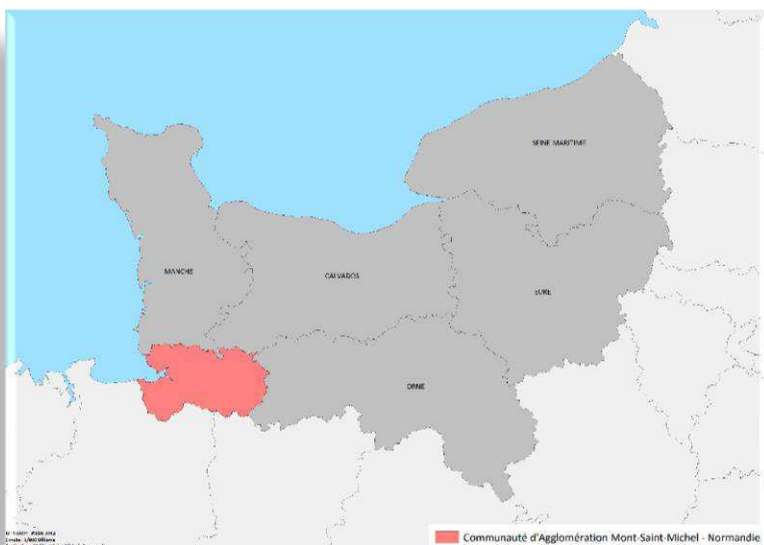 SEINE MARITIME
MANCHE
CALVADOS
EURE
ORNE
Communauté d'Agglomération Mont-Saint-Michel - Normandie